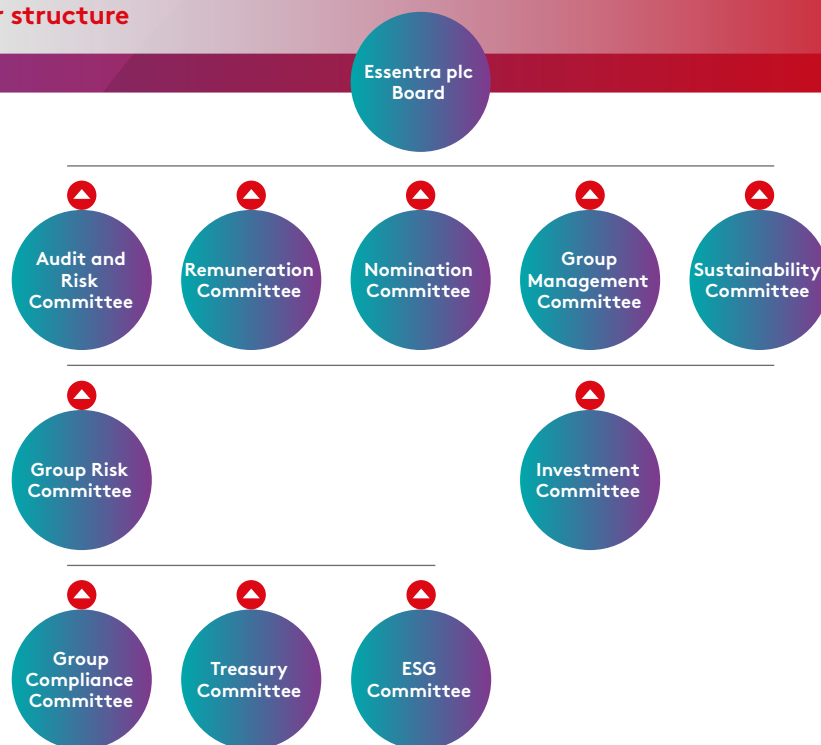 structure
Essentra plc
Board
Audit and
Risk
Committee
Remuneration
Committee
Nomination
Committee
Group
Management
Committee
Sustainability
Committee
Group Risk
Committee
Investment
Committee
Group
Compliance
Committee
Treasury
Committee
ESG
Committee